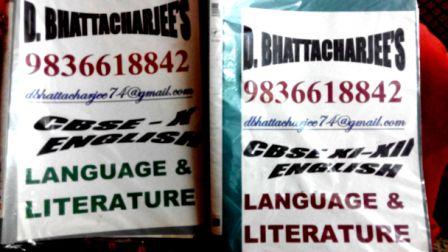 D. BHATTACHARJEE'S
9836618842
dbhattacharjee74@gmail.com
CBSE - X
ENGLISH
LANGUAGE &
LITERATURE
D. BHATTACHARJEE'S
9836618842
dbhattacharjee74@gmail.com
CBSE XI-XII
ENGLISH
LANGUAGE &
LITERATURE